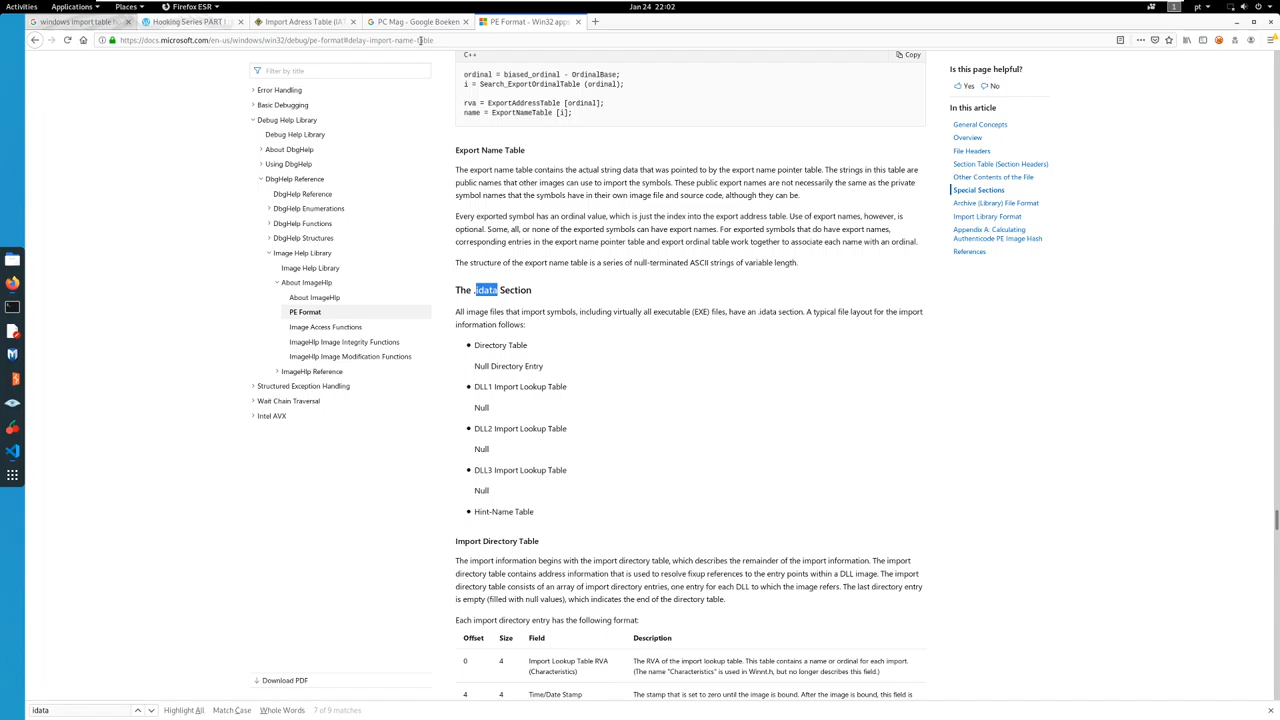 Activities Applications Places Firefox ESR Jan 24 22:02 1 pt
windows import table h Hooking Series PART I Import Adress Table (IAT PC Mag - Google Boeken PE Format - Win32 apps
https://docs.microsoft.com/en-us/windows/win32/debug/pe-format#delay-import-name-table
C++ Copy
Filter by title
Error Handling
Basic Debugging
Debug Help Library
Debug Help Library
About DbgHelp
Using DbgHelp
DbgHelp Reference
DbgHelp Reference
DbgHelp Enumerations
DbgHelp Functions
DbgHelp Structures
Image Help Library
Image Help Library
About ImageHlp
About ImageHlp
PE Format
Image Access Functions
ImageHlp Image Integrity Functions
ImageHlp Image Modification Functions
ImageHlp Reference
Structured Exception Handling
Wait Chain Traversal
Intel AVX
Download PDF
ordinal = biased_ordinal - OrdinalBase;
i = Search_ExportOrdinalTable (ordinal);
rva = ExportAddressTable [ordinal];
name = ExportNameTable [i];
Export Name Table
The export name table contains the actual string data that was pointed to by the export name pointer table. The strings in this table are
public names that other images can use to import the symbols. These public export names are not necessarily the same as the private
symbol names that the symbols have in their own image file and source code, although they can be.
Every exported symbol has an ordinal value, which is just the index into the export address table. Use of export names, however, is
optional. Some, all, or none of the exported symbols can have export names. For exported symbols that do have export names,
corresponding entries in the export name pointer table and export ordinal table work together to associate each name with an ordinal.
The structure of the export name table is a series of null-terminated ASCII strings of variable length.
The .idata Section
All image files that import symbols, including virtually all executable (EXE) files, have an .idata section. A typical file layout for the import
information follows:
Directory Table
Null Directory Entry
DLL1 Import Lookup Table
Null
DLL2 Import Lookup Table
Null
DLL3 Import Lookup Table
Null
Hint-Name Table
Import Directory Table
The import information begins with the import directory table, which describes the remainder of the import information. The import
directory table contains address information that is used to resolve fixup references to the entry points within a DLL image. The import
directory table consists of an array of import directory entries, one entry for each DLL to which the image refers. The last directory entry
is empty (filled with null values), which indicates the end of the directory table.
Each import directory entry has the following format:
Offset Size Field Description
0 4 Import Lookup Table RVA The RVA of the import lookup table. This table contains a name or ordinal for each import.
(Characteristics) (The name "Characteristics" is used in Winnt.h, but no longer describes this field.)
4 4 Time/Date Stamp The stamp that is set to zero until the image is bound. After the image is bound, this field is
Is this page helpful?
Yes No
In this article
General Concepts
Overview
File Headers
Section Table (Section Headers)
Other Contents of the File
Special Sections
Archive (Library) File Format
Import Library Format
Appendix A: Calculating
Authenticode PE Image Hash
References
idata Highlight All Match Case Whole Words 7 of 9 matches